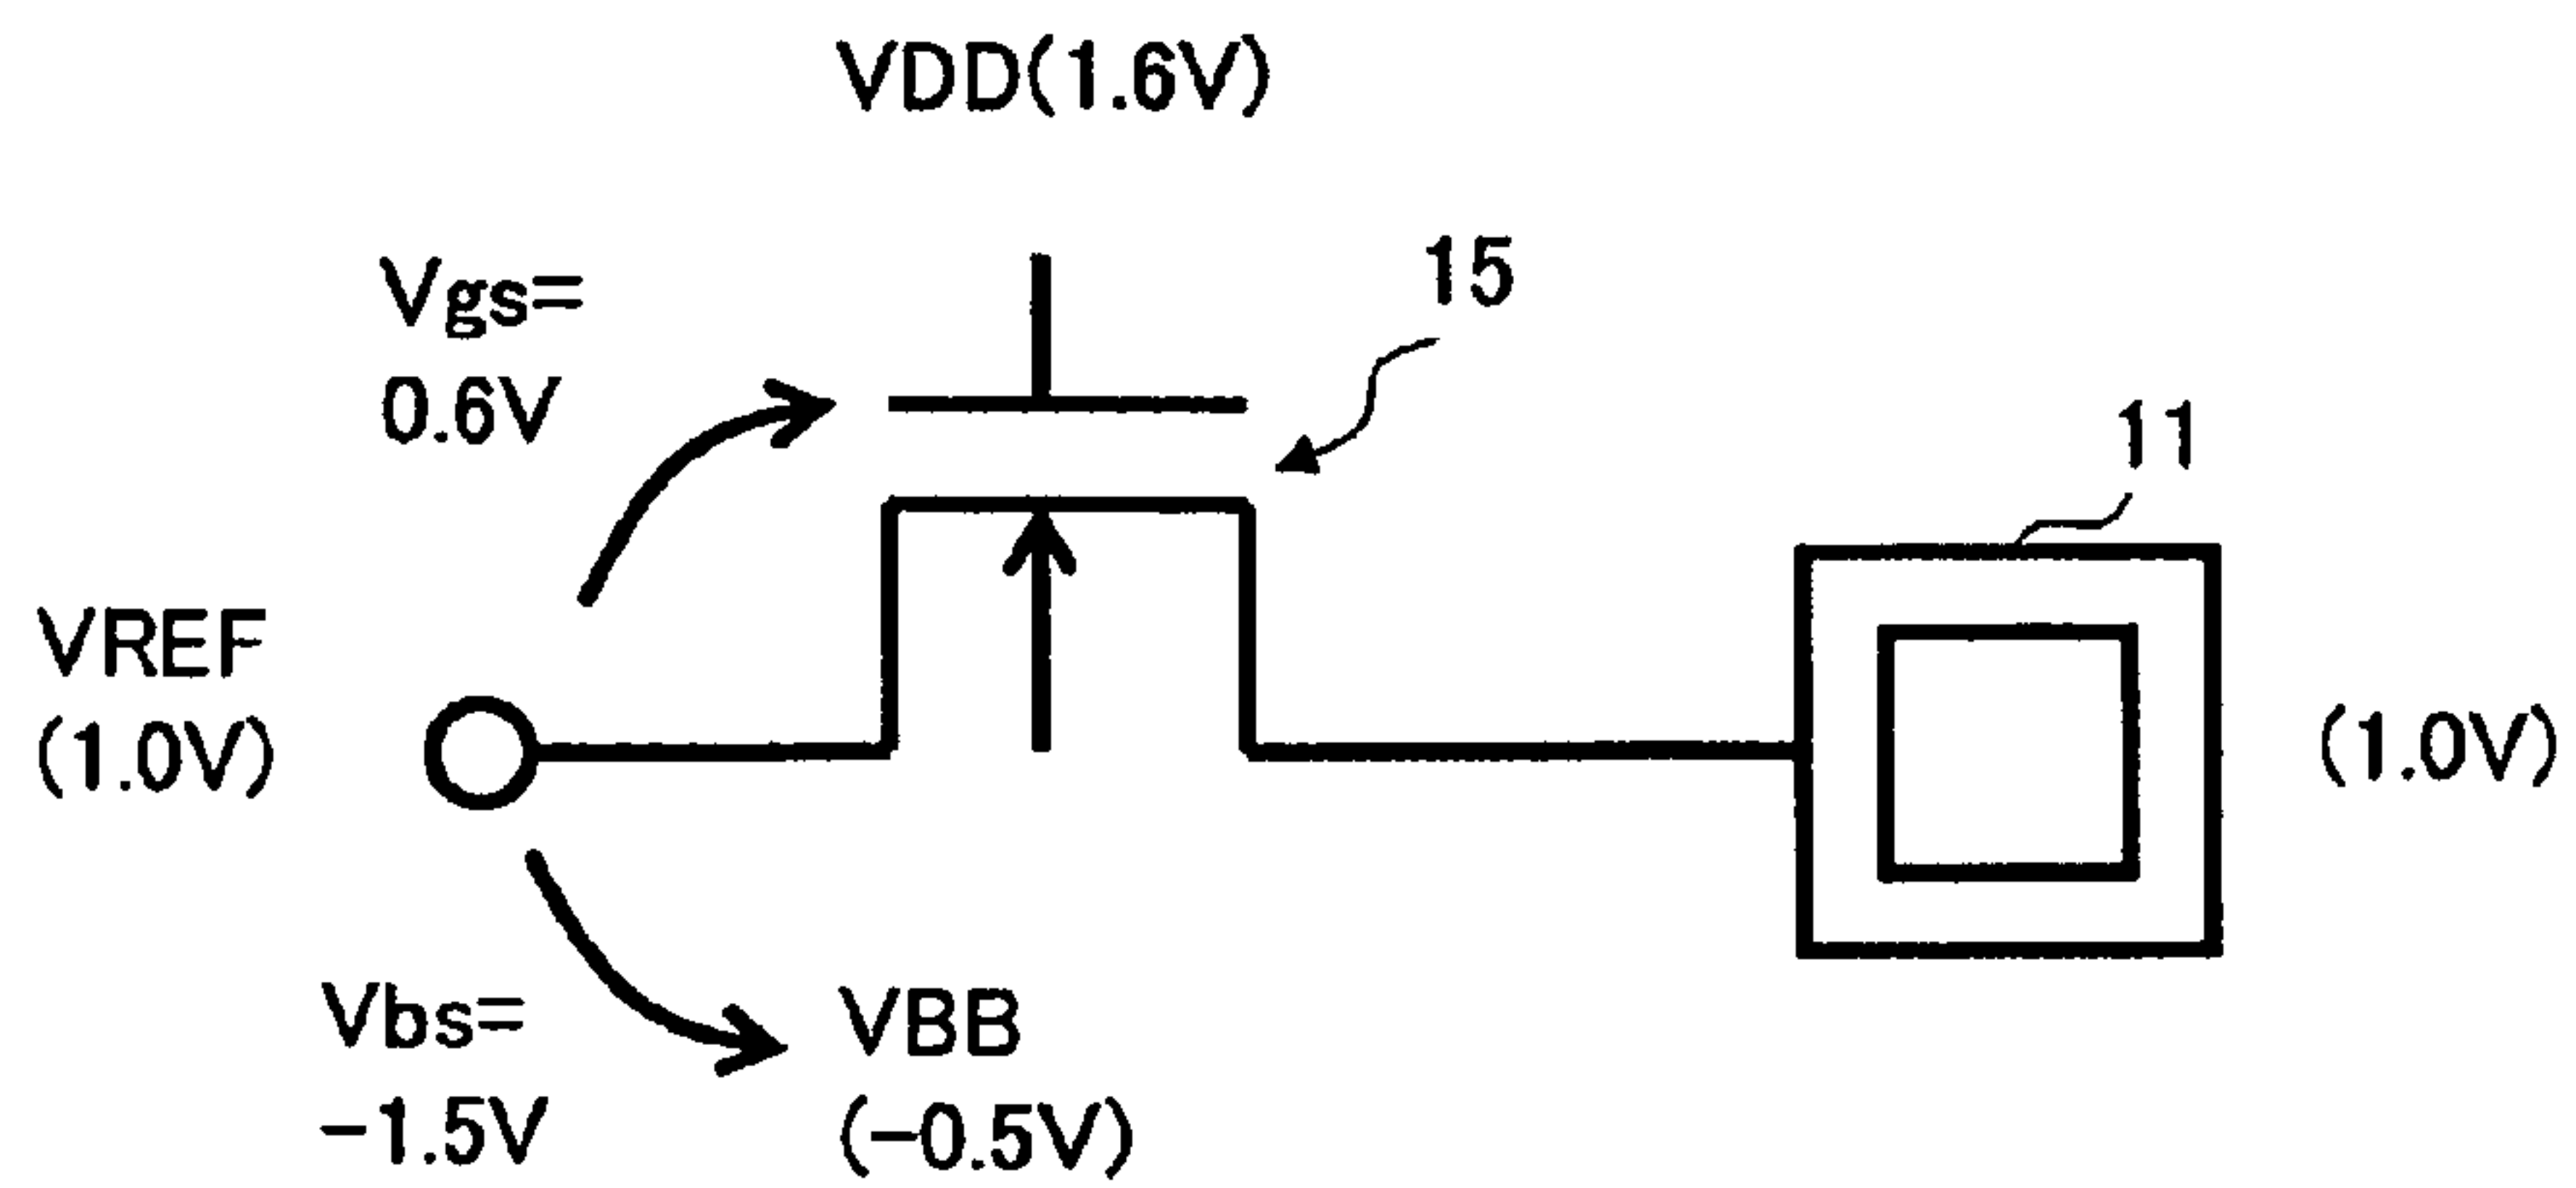 VDD(1.6V)
Vgs=
0.6V
15
11
VREF
(1.0V)
(1.0V)
Vbs=
−1.5V
VBB
(−0.5V)